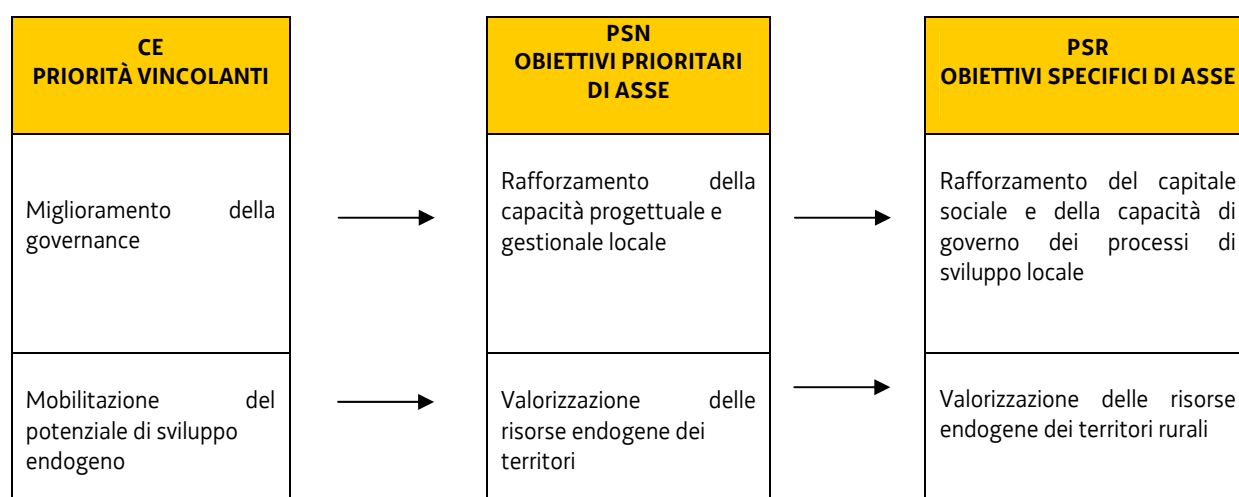 CE
PRIORITÀ VINCOLANTI
PSN
OBIETTIVI PRIORITARI
DI ASSE
PSR
OBIETTIVI SPECIFICI DI ASSE
Miglioramento della
governance
Rafforzamento della
capacità progettuale e
gestionale locale
Rafforzamento del capitale
sociale e della capacità di
governo dei processi di
sviluppo locale
Mobilitazione del
potenziale di sviluppo
endogeno
Valorizzazione delle
risorse endogene dei
territori
Valorizzazione delle risorse
endogene dei territori rurali